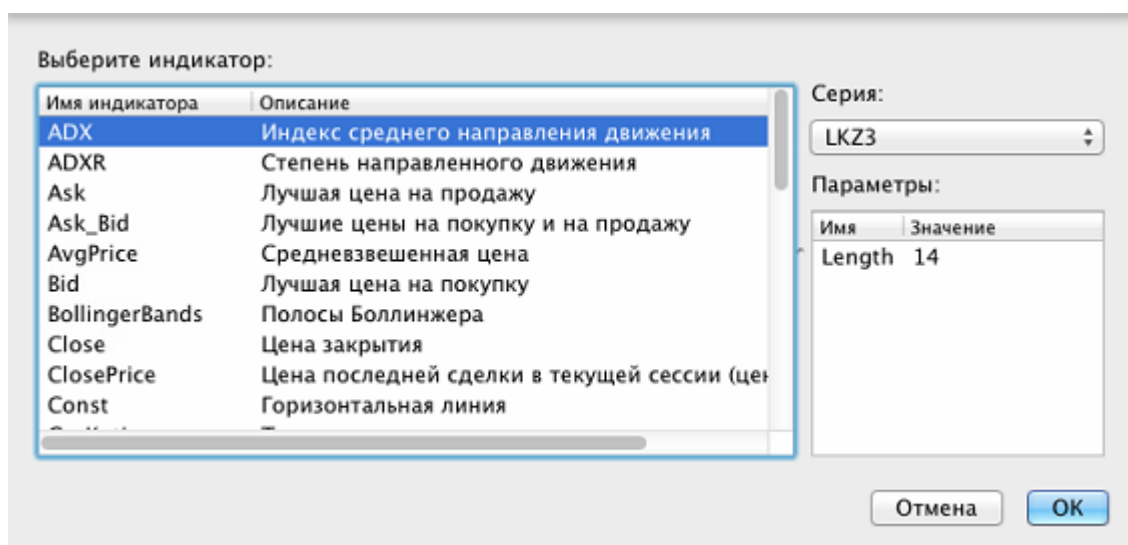 Выберите индикатор:
Имя индикатора Описание
ADX Индекс среднего направления движения
ADXR Степень направленного движения
Ask Лучшая цена на продажу
Ask_Bid Лучшие цены на покупку и на продажу
AvgPrice Средневзвешенная цена
Bid Лучшая цена на покупку
BollingerBands Полосы Боллинжера
Close Цена закрытия
ClosePrice Цена последней сделки в текущей сессии (цен
Const Горизонтальная линия
Серия:
LKZ3
Параметры:
Имя Значение
Length 14
Отмена OK